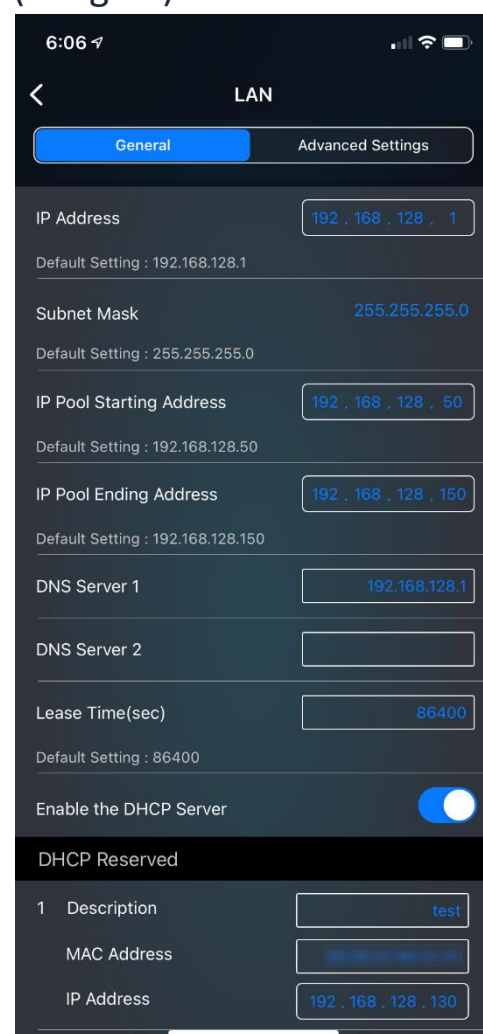 6:06
LAN
General Advanced Settings
IP Address 192 . 168 . 128 . 1
Default Setting : 192.168.128.1
Subnet Mask 255.255.255.0
Default Setting : 255.255.255.0
IP Pool Starting Address 192 . 168 . 128 . 50
Default Setting : 192.168.128.50
IP Pool Ending Address 192 . 168 . 128 . 150
Default Setting : 192.168.128.150
DNS Server 1 192.168.128.1
DNS Server 2
Lease Time(sec) 86400
Default Setting : 86400
Enable the DHCP Server
DHCP Reserved
1 Description test
MAC Address
IP Address 192 . 168 . 128 . 130